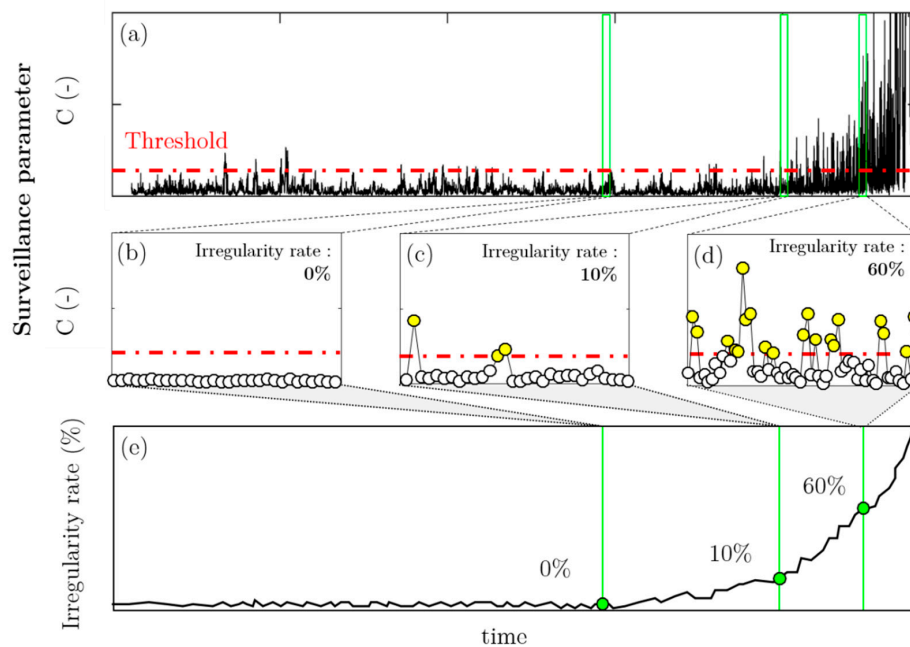 Surveillance parameter
C (-)
(a)
Threshold
C (-)
(b)
Irregularity rate :
0%
(c)
Irregularity rate :
10%
(d)
Irregularity rate :
60%
Irregularity rate (%)
(e)
0%
10%
60%
time